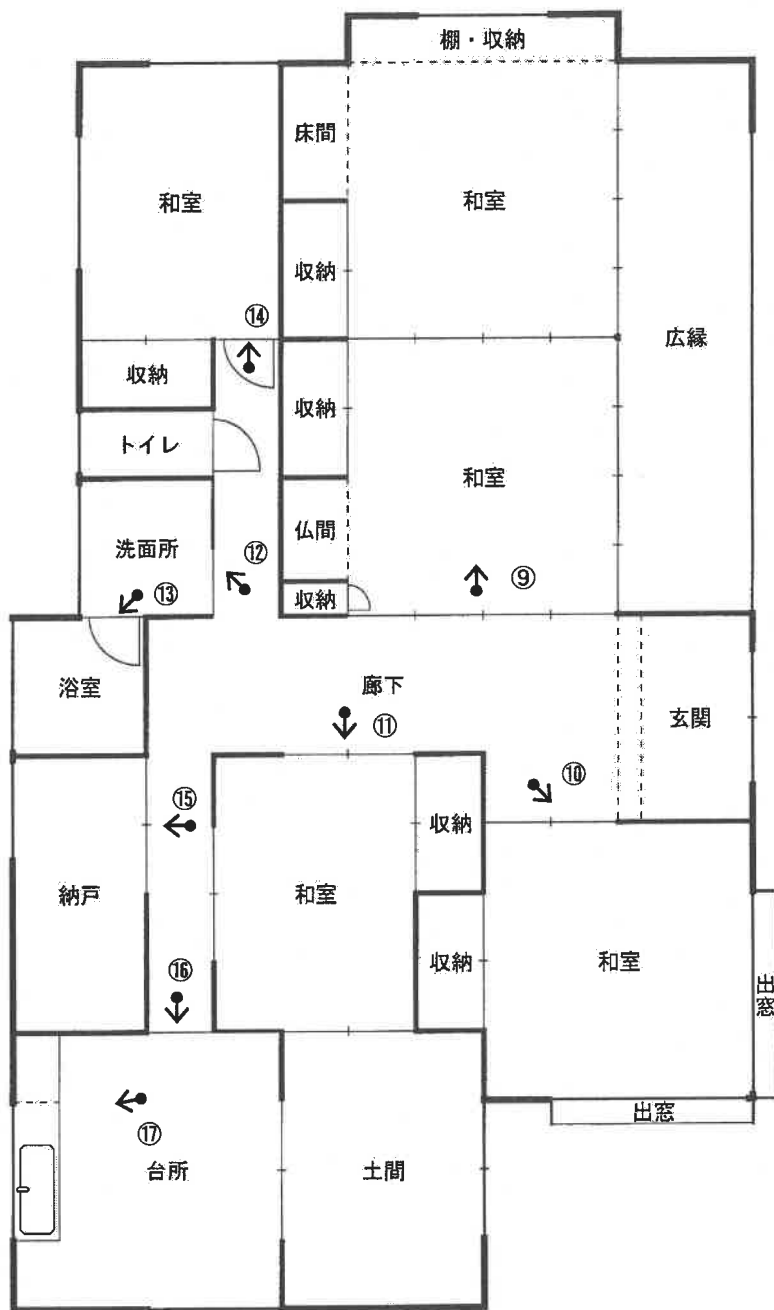 棚・収納
床間
和室
和室
収納
広縁
⑭
収納
収納
トイレ
和室
仏間
洗面所
⑫
⑨
⑬
収納
浴室
廊下
玄関
⑪
⑩
⑮
収納
納戸
和室
収納
和室
⑯
出窓
出窓
⑰
台所
土間